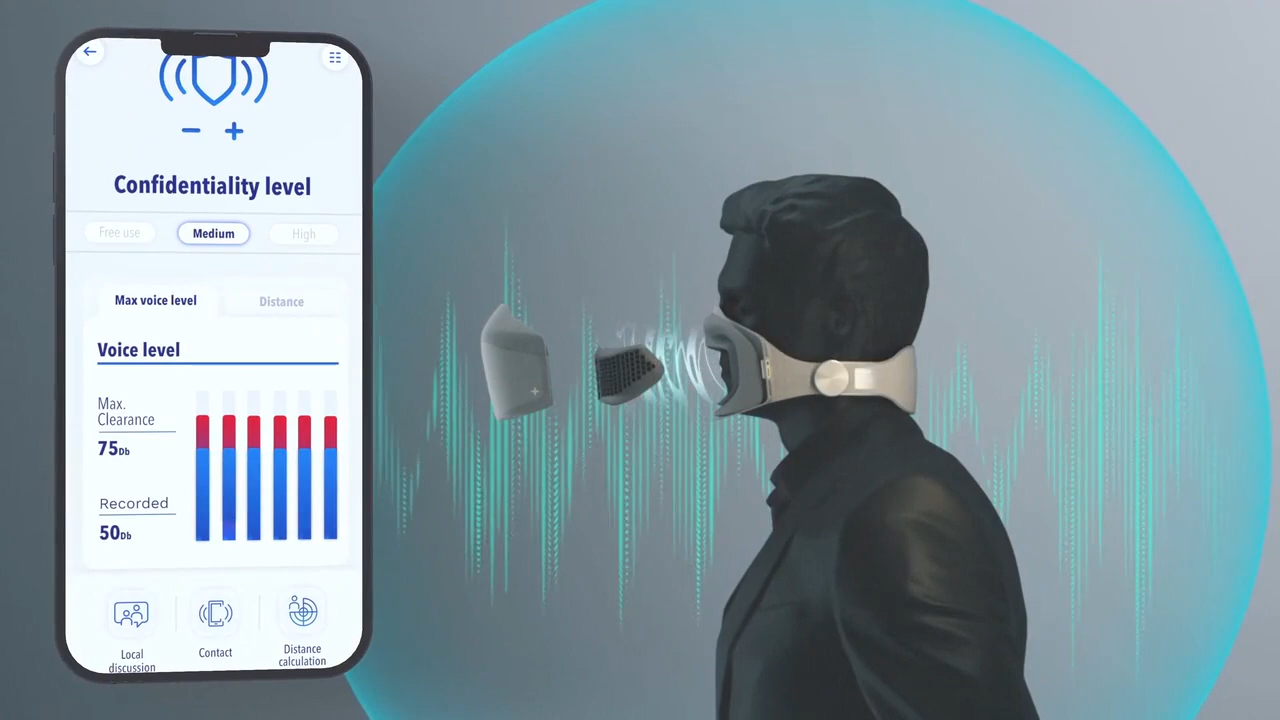 Confidentiality level
Free use
Medium
High
Max voice level
Distance
Voice level
Max.
Clearance
75Db
Recorded
50Db
Local
discussion
Contact
Distance
calculation